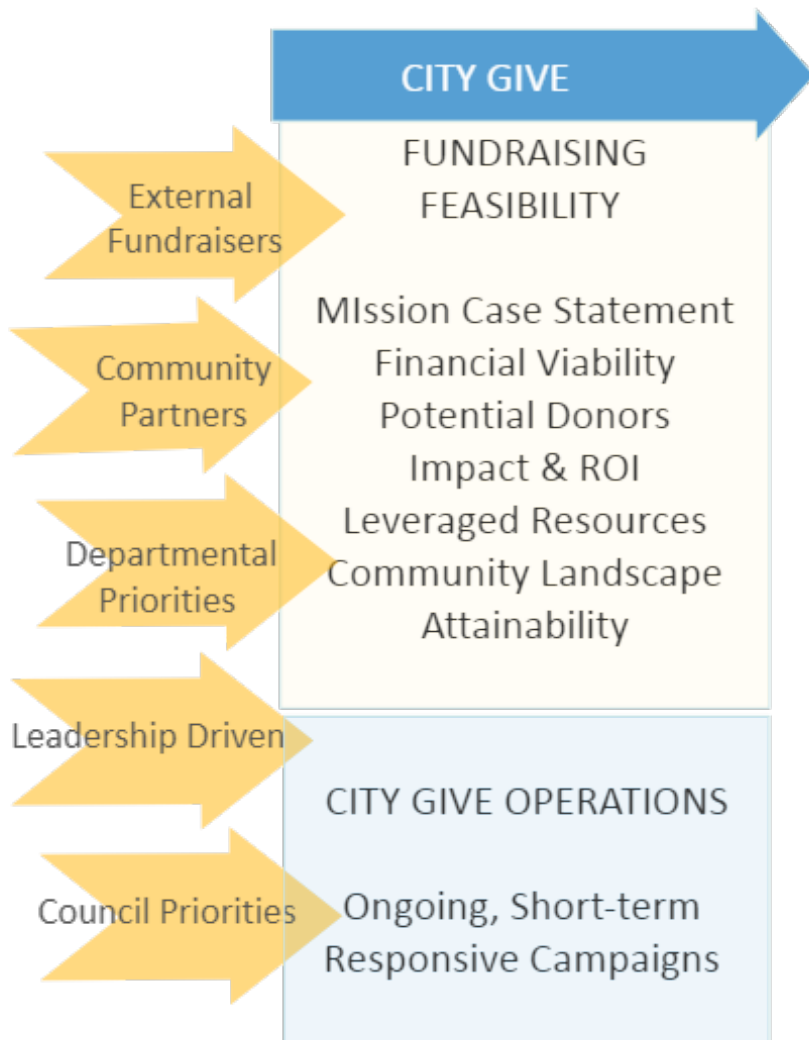 CITY GIVE
FUNDRAISING
FEASIBILITY
MIssion Case Statement
Financial Viability
Potential Donors
Impact & ROI
Leveraged Resources
Community Landscape
Attainability
CITY GIVE OPERATIONS
Ongoing, Short-term
Responsive Campaigns
External
Fundraisers
Community
Partners
Departmental
Priorities
Leadership Driven
Council Priorities